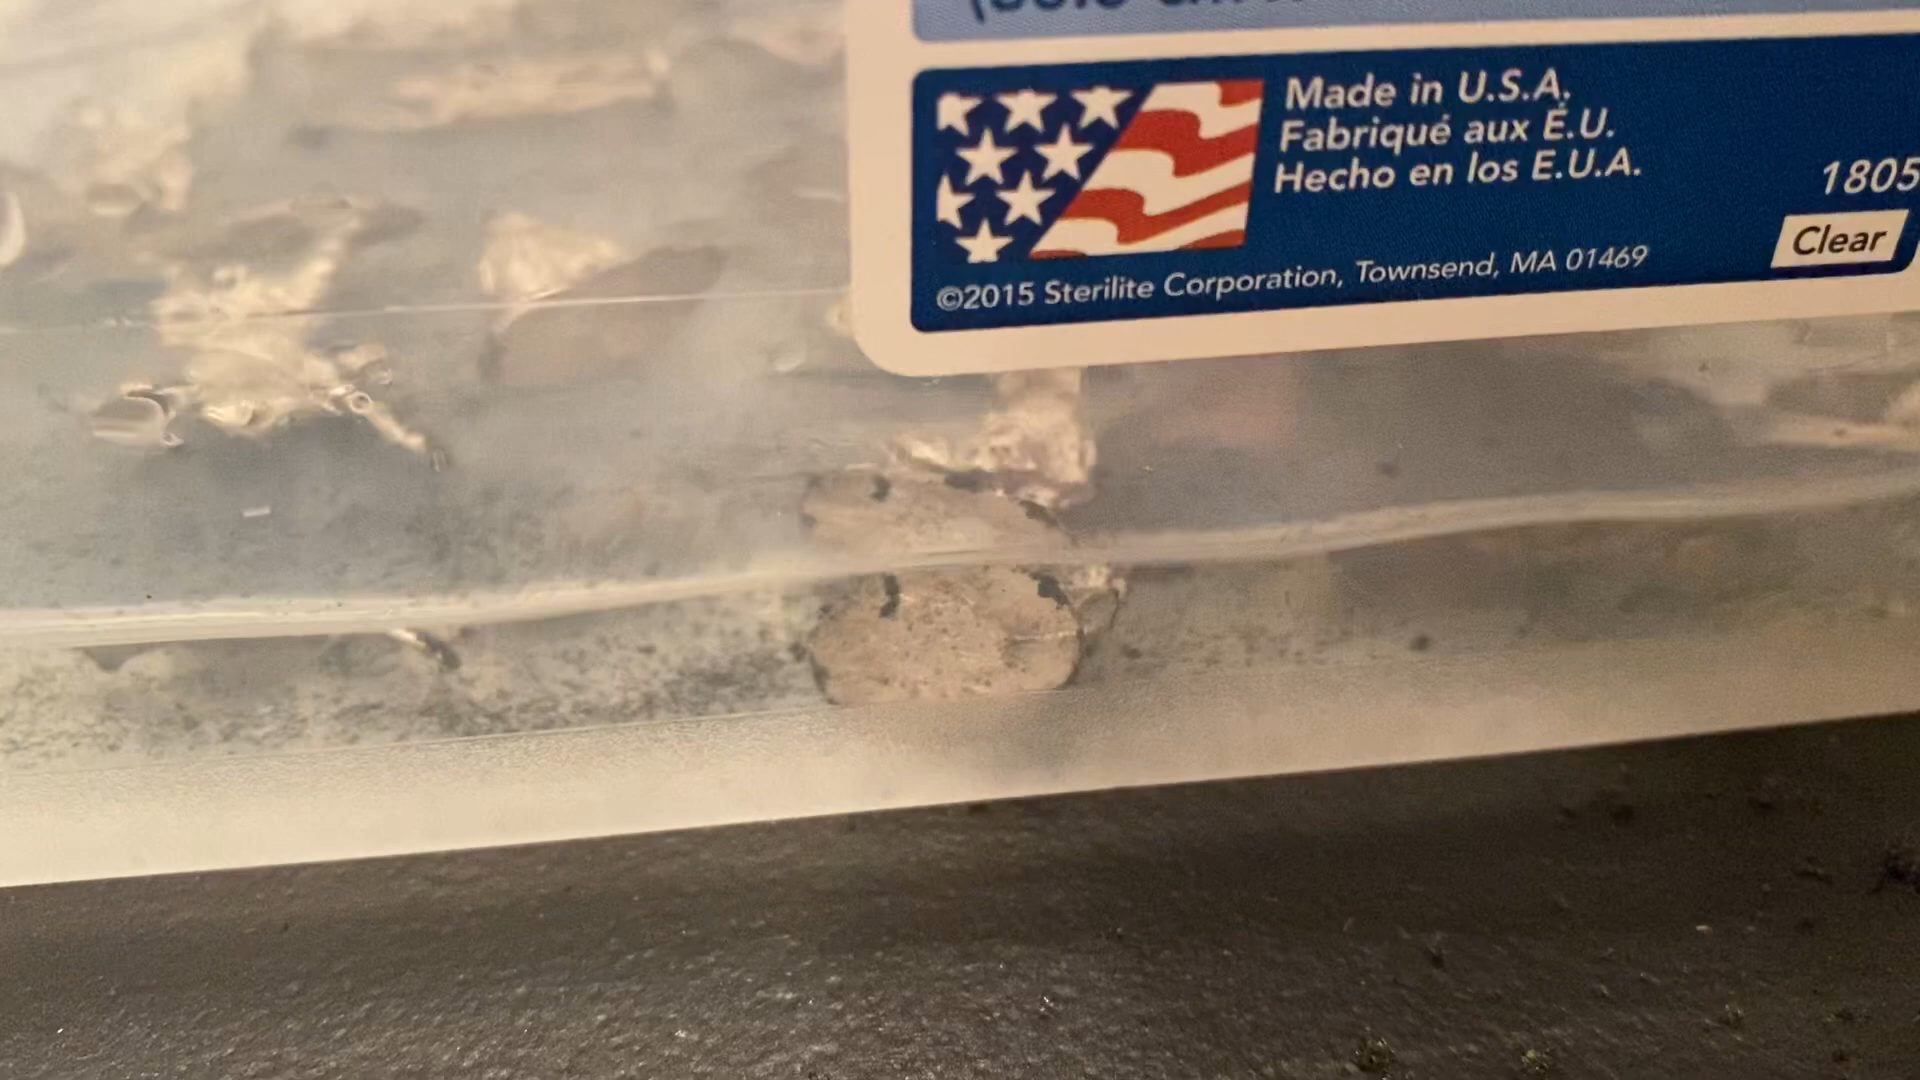 Made in U.S.A.
Fabriqué aux É.U.
Hecho en los E.U.A.
1805
Clear
©2015 Sterilite Corporation, Townsend, MA 01469